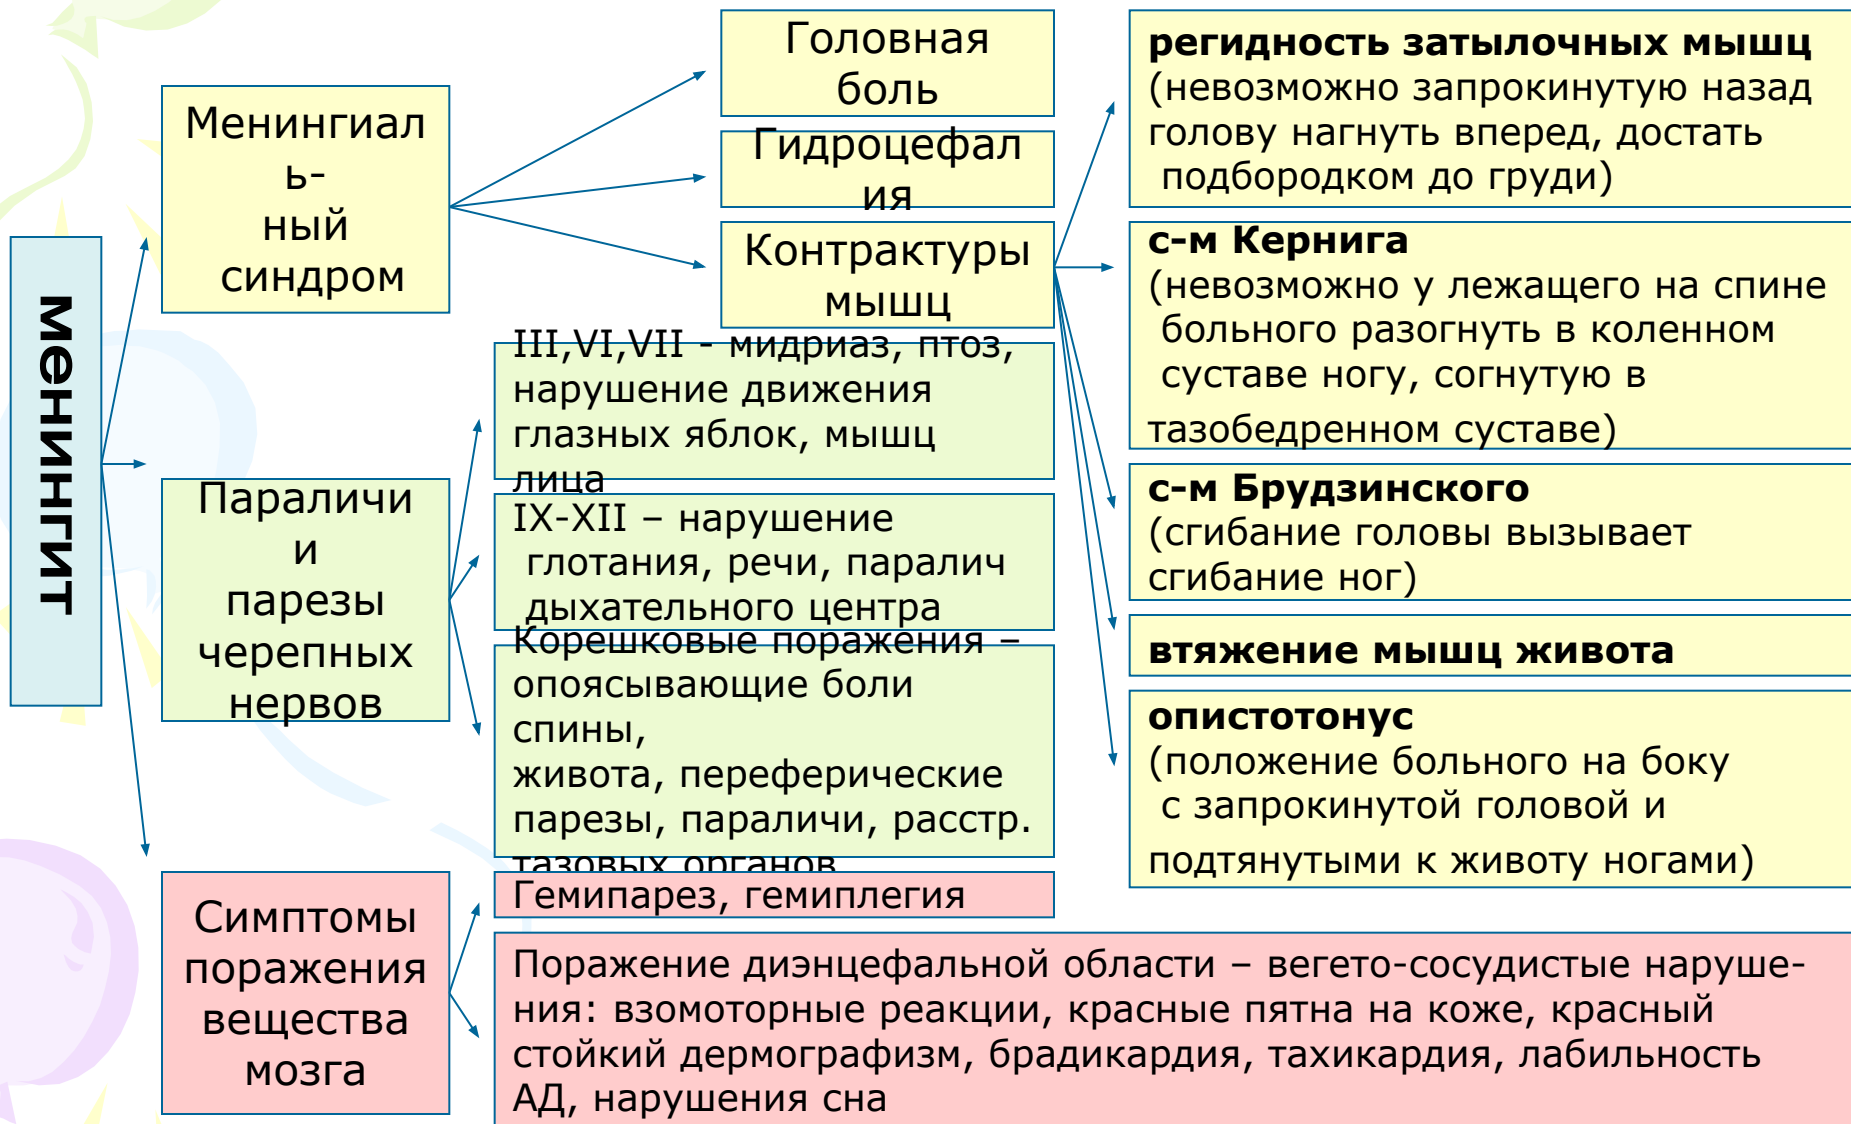 менингит
Менингиал
ь-
ный
синдром
Головная
боль
Гидроцефал
ия
Контрактуры
мышц
регидность затылочных мышц
(невозможно запрокинутую назад
голову нагнуть вперед, достать
подбородком до груди)
с-м Кернига
(невозможно у лежащего на спине
больного разогнуть в коленном
суставе ногу, согнутую в
тазобедренном суставе)
с-м Брудзинского
(сгибание головы вызывает
сгибание ног)
втяжение мышц живота
опистотонус
(положение больного на боку
с запрокинутой головой и
подтянутыми к животу ногами)
Параличи
и
парезы
черепных
нервов
III,VI,VII - мидриаз, птоз,
нарушение движения
глазных яблок, мышц
лица
IX-XII – нарушение
глотания, речи, паралич
дыхательного центра
Корешковые поражения –
опоясывающие боли
спины,
живота, переферические
парезы, параличи, расстр.
тазовых органов
Симптомы
поражения
вещества
мозга
Гемипарез, гемиплегия
Поражение диэнцефальной области – вегето-сосудистые наруше-
ния: взомоторные реакции, красные пятна на коже, красный
стойкий дермографизм, брадикардия, тахикардия, лабильность
АД, нарушения сна